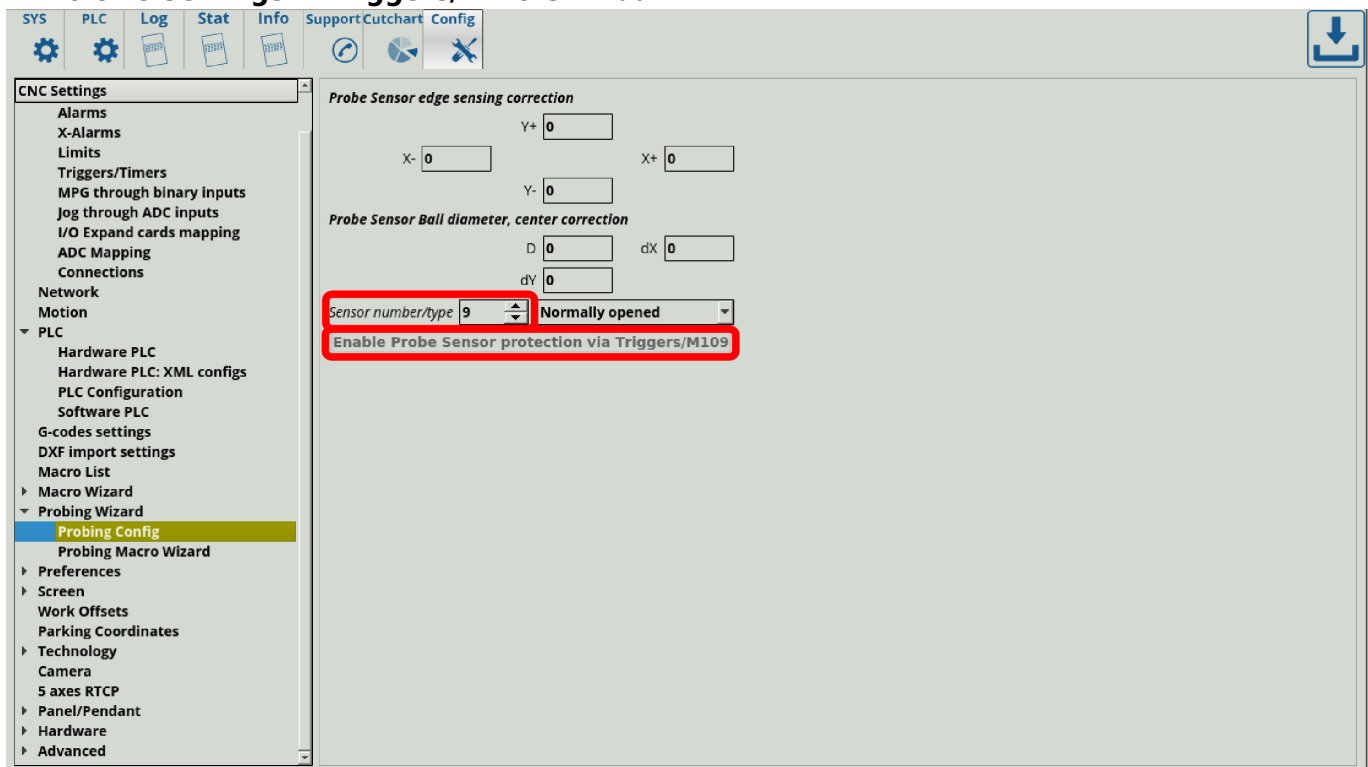 SYS PLC Log Stat Info Support Cutchart Config
CNC Settings
Alarms
X-Alarms
Limits
Triggers/Timers
MPG through binary inputs
Jog through ADC inputs
I/O Expand cards mapping
ADC Mapping
Connections
Network
Motion
PLC
Hardware PLC
Hardware PLC: XML configs
PLC Configuration
Software PLC
G-codes settings
DXF import settings
Macro List
Macro Wizard
Probing Wizard
Probing Config
Probing Macro Wizard
Preferences
Screen
Work Offsets
Parking Coordinates
Technology
Camera
5 axes RTCP
Panel/Pendant
Hardware
Advanced
Probe Sensor edge sensing correction
Y+ 0
X- 0 X+ 0
Y- 0
Probe Sensor Ball diameter, center correction
D 0 dX 0
dY 0
Sensor number/type 9 Normally opened
Enable Probe Sensor protection via Triggers/M109